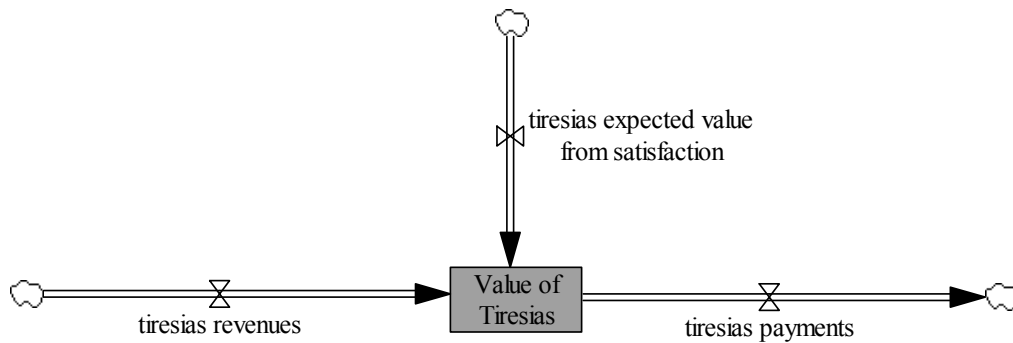 tiresias expected value
from satisfaction
Value of
Tiresias
tiresias revenues
tiresias payments